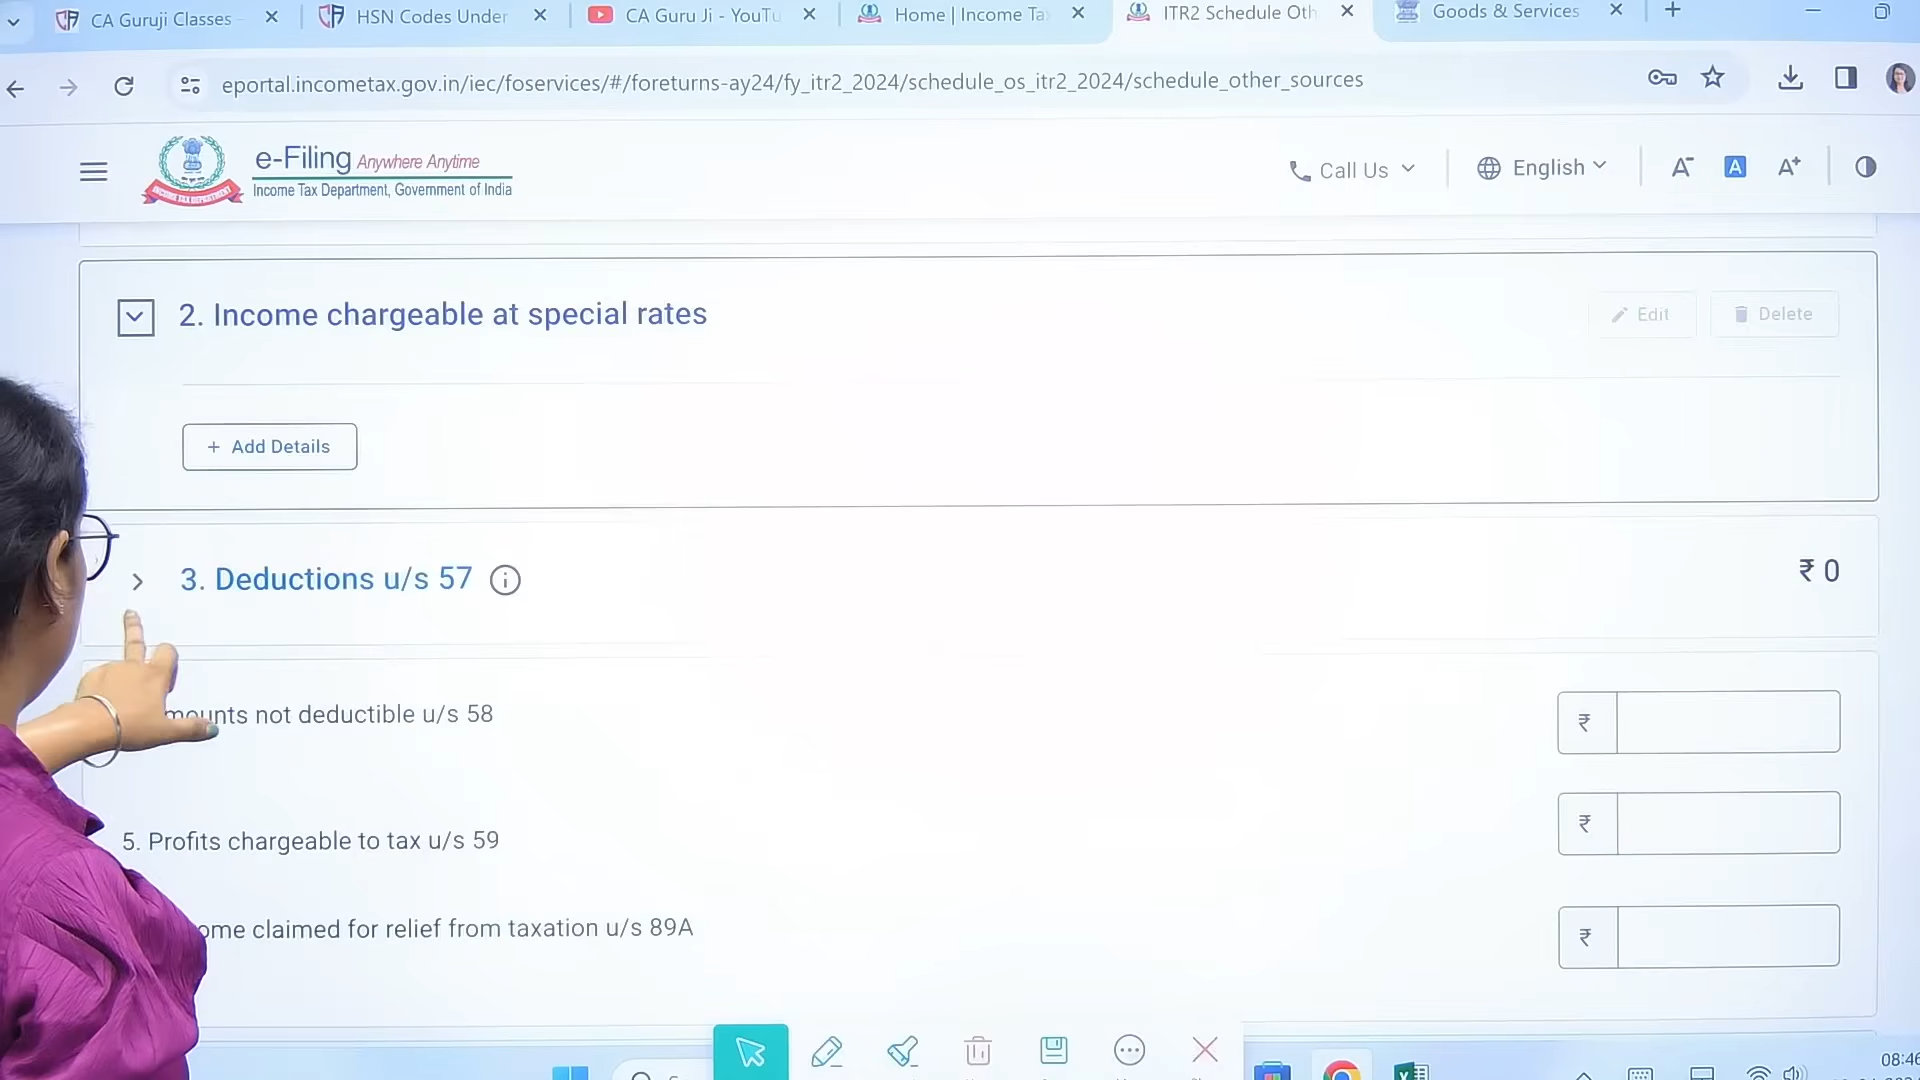 CA Guruji Classes
HSN Codes Under
CA Guru Ji - YouTu
Home | Income Ta
ITR2 Schedule Oth
Goods & Services
eportal.incometax.gov.in/iec/foservices/#/foreturns-ay24/fy_itr2_2024/schedule_os_itr2_2024/schedule_other_sources
e-Filing Anywhere Anytime
Income Tax Department, Government of India
INCOME TAX DEPARTMENT
Call Us
English
A⁻ A A⁺
2. Income chargeable at special rates
Edit
Delete
+ Add Details
3. Deductions u/s 57
₹ 0
mounts not deductible u/s 58
₹
5. Profits chargeable to tax u/s 59
₹
ome claimed for relief from taxation u/s 89A
₹
08:46